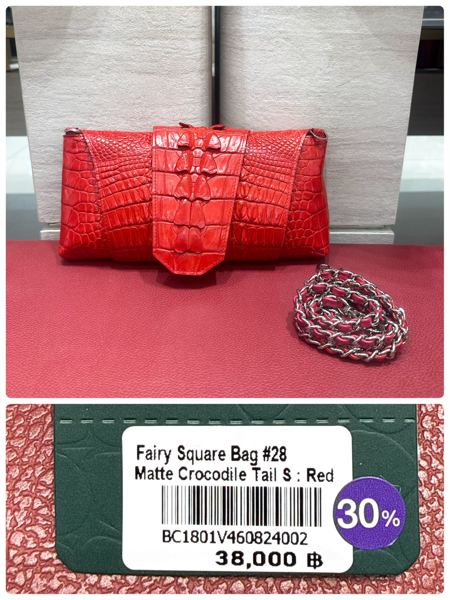 Fairy Square Bag #28
Matte Crocodile Tail S : Red
30%
BC1801V460824002
38,000 ฿